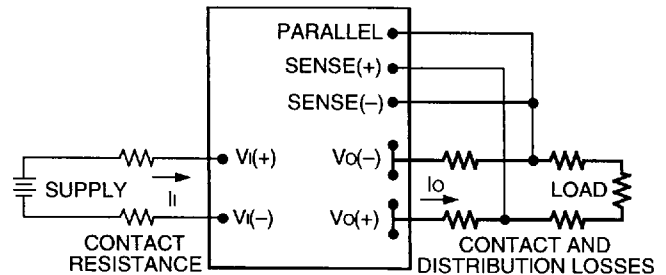 PARALLEL
SENSE(+)
SENSE(–)
VI(+)
VO(–)
SUPPLY
II
IO
LOAD
VI(–)
VO(+)
CONTACT
RESISTANCE
CONTACT AND
DISTRIBUTION LOSSES